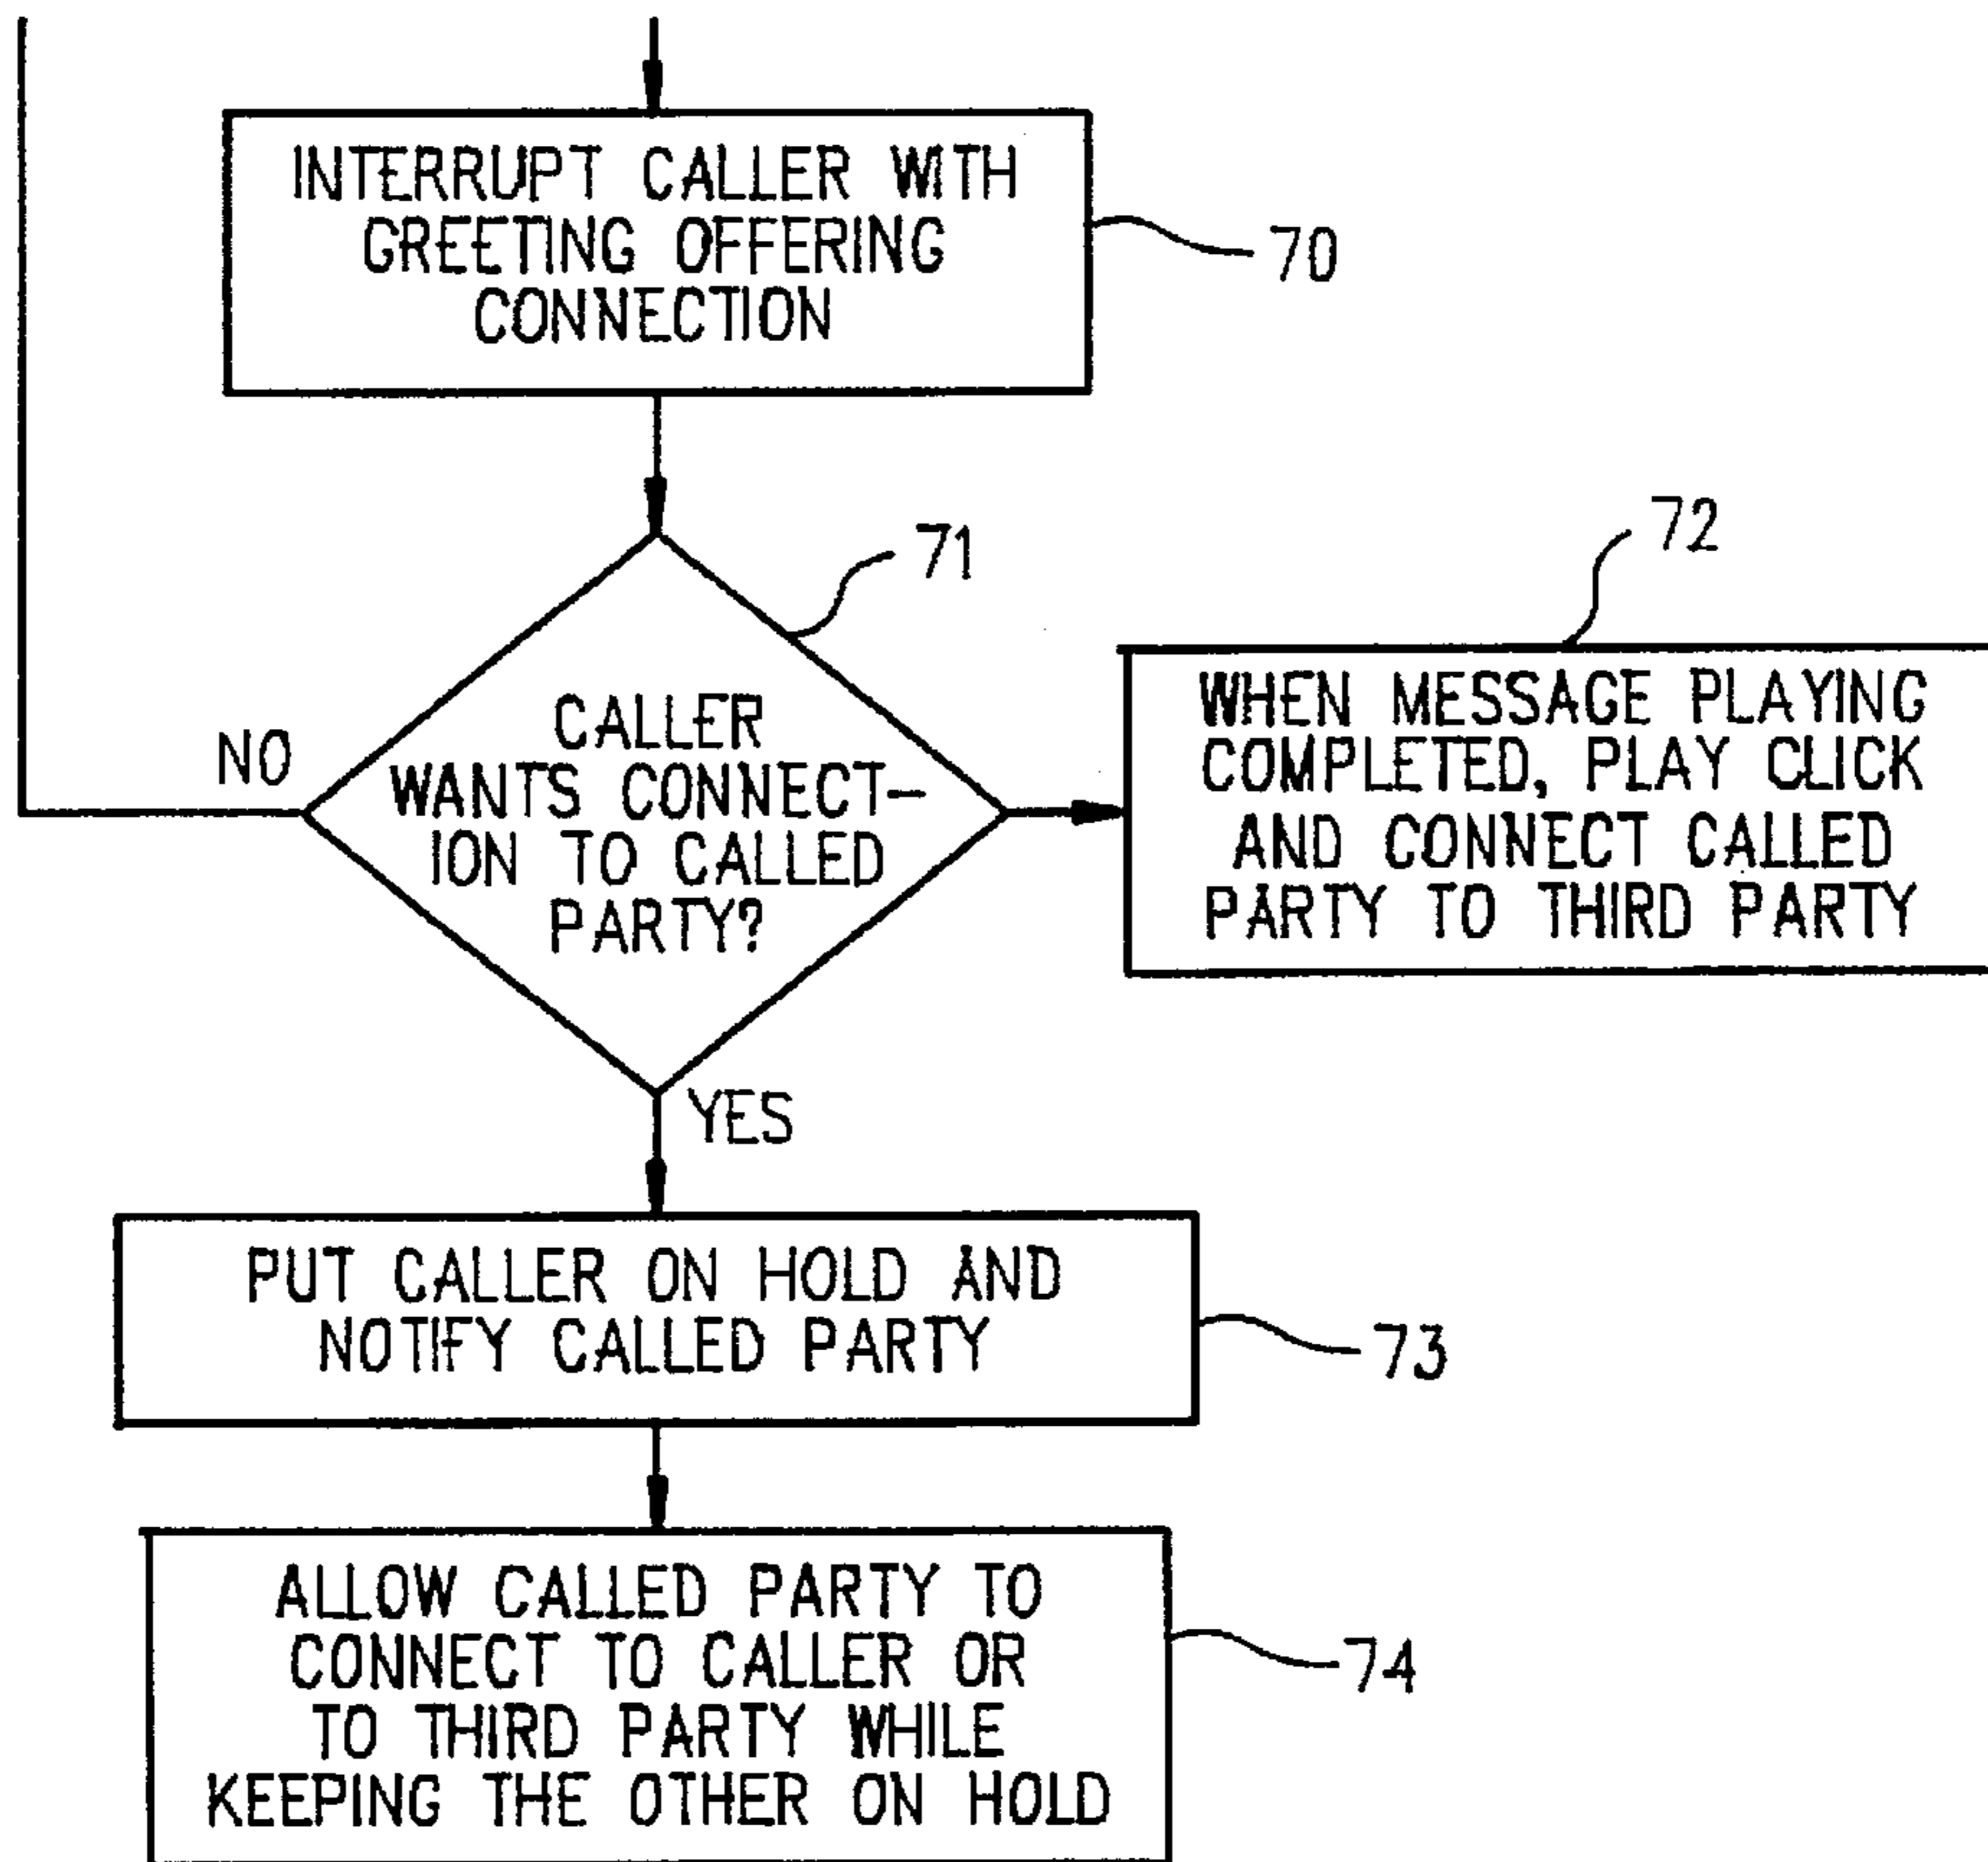 INTERRUPT CALLER WITH
GREETING OFFERING
CONNECTION
70
71
72
CALLER
WANTS CONNECT-
ION TO CALLED
PARTY?
NO
WHEN MESSAGE PLAYING
COMPLETED, PLAY CLICK
AND CONNECT CALLED
PARTY TO THIRD PARTY
YES
PUT CALLER ON HOLD AND
NOTIFY CALLED PARTY
73
ALLOW CALLED PARTY TO
CONNECT TO CALLER OR
TO THIRD PARTY WHILE
KEEPING THE OTHER ON HOLD
74